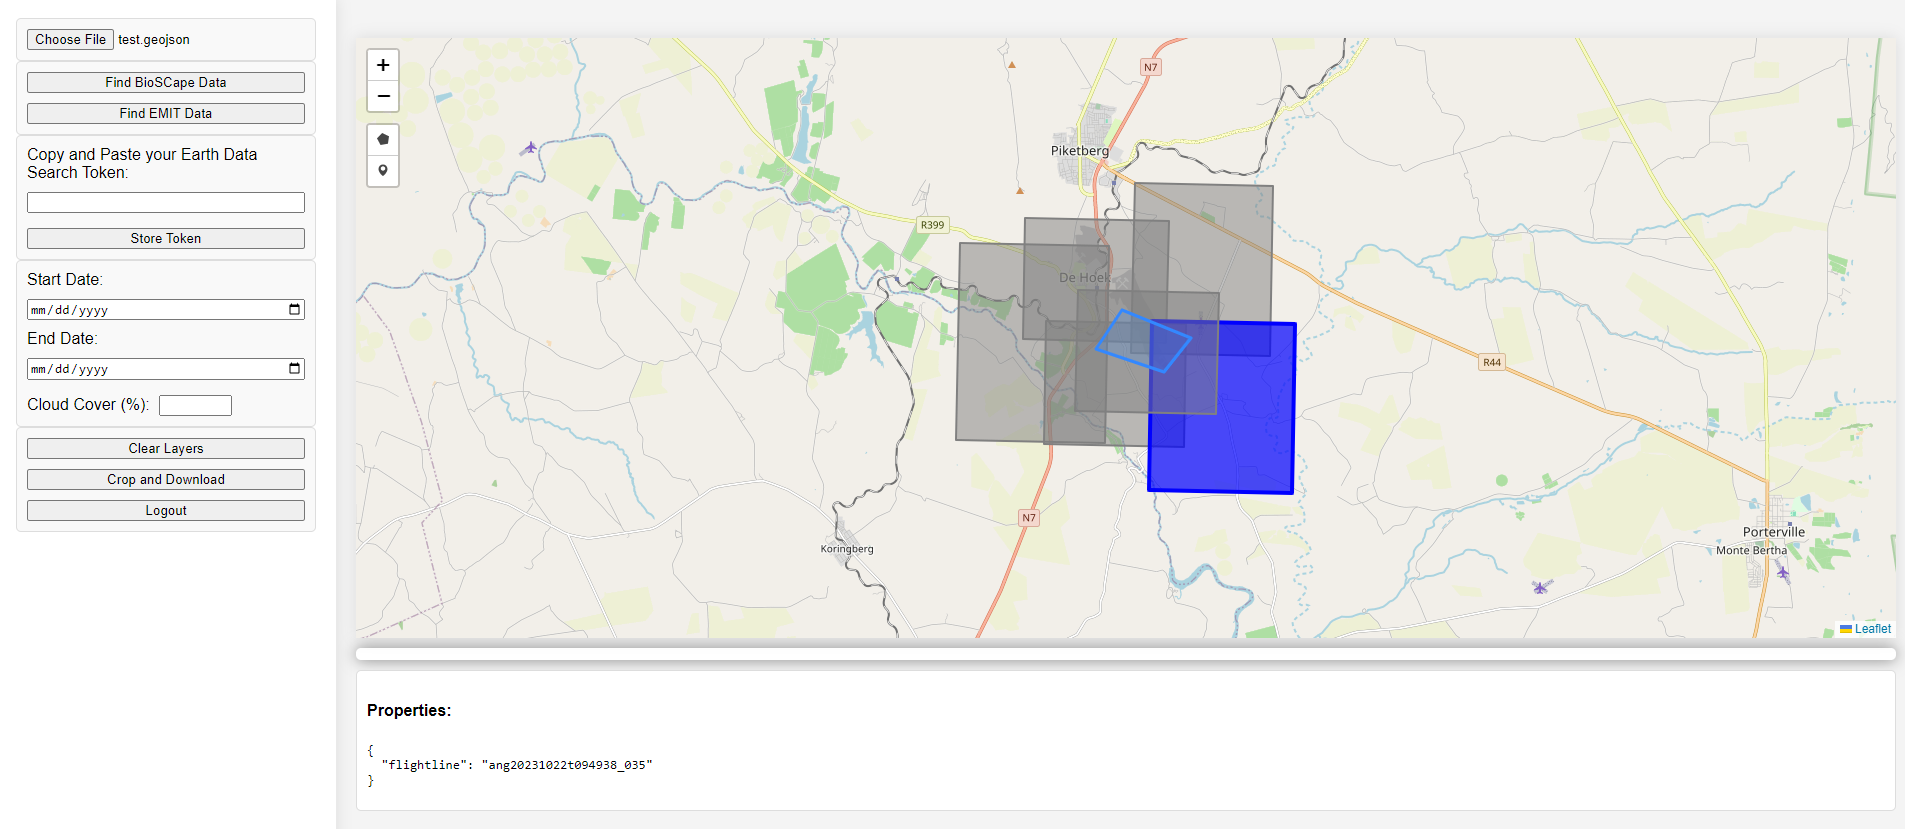 Choose File test.geojson
Find BioSCape Data
Find EMIT Data
Copy and Paste your Earth Data
Search Token:
Store Token
Start Date:
mm/dd/yyyy
End Date:
mm/dd/yyyy
Cloud Cover (%):
Clear Layers
Crop and Download
Logout
+
−
N7
Piketberg
R399
De Hoek
R44
N7
Koringberg
Porterville
Monte Bertha
Leaflet
Properties:
{
"flightline": "ang20231022t094938_035"
}